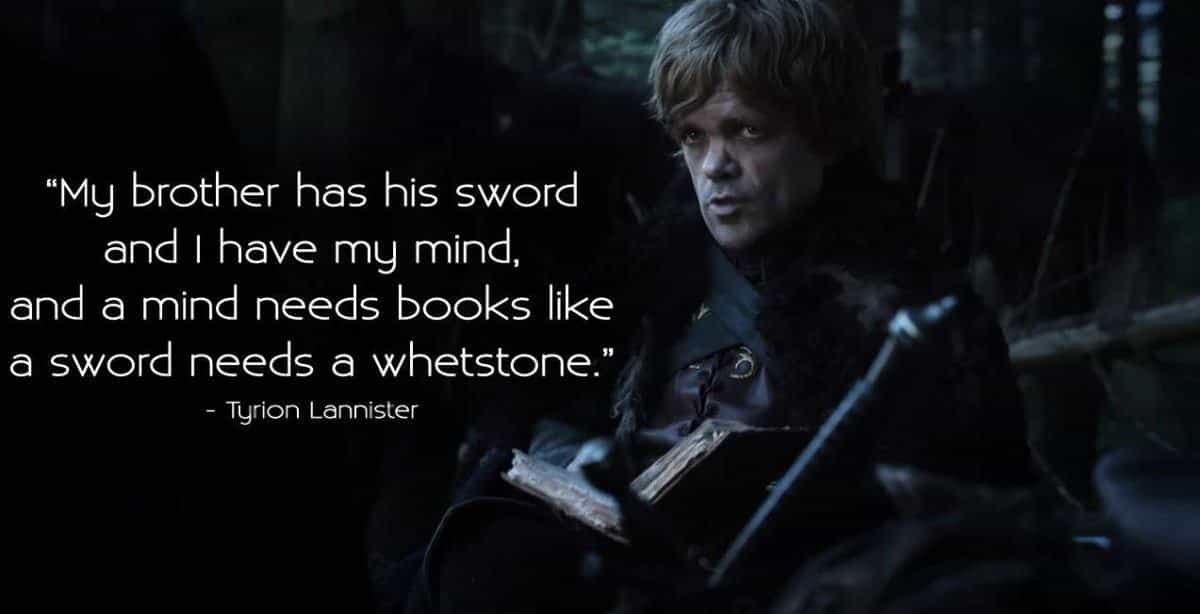 “My brother has his sword
and I have my mind,
and a mind needs books like
a sword needs a whetstone.”
- Tyrion Lannister